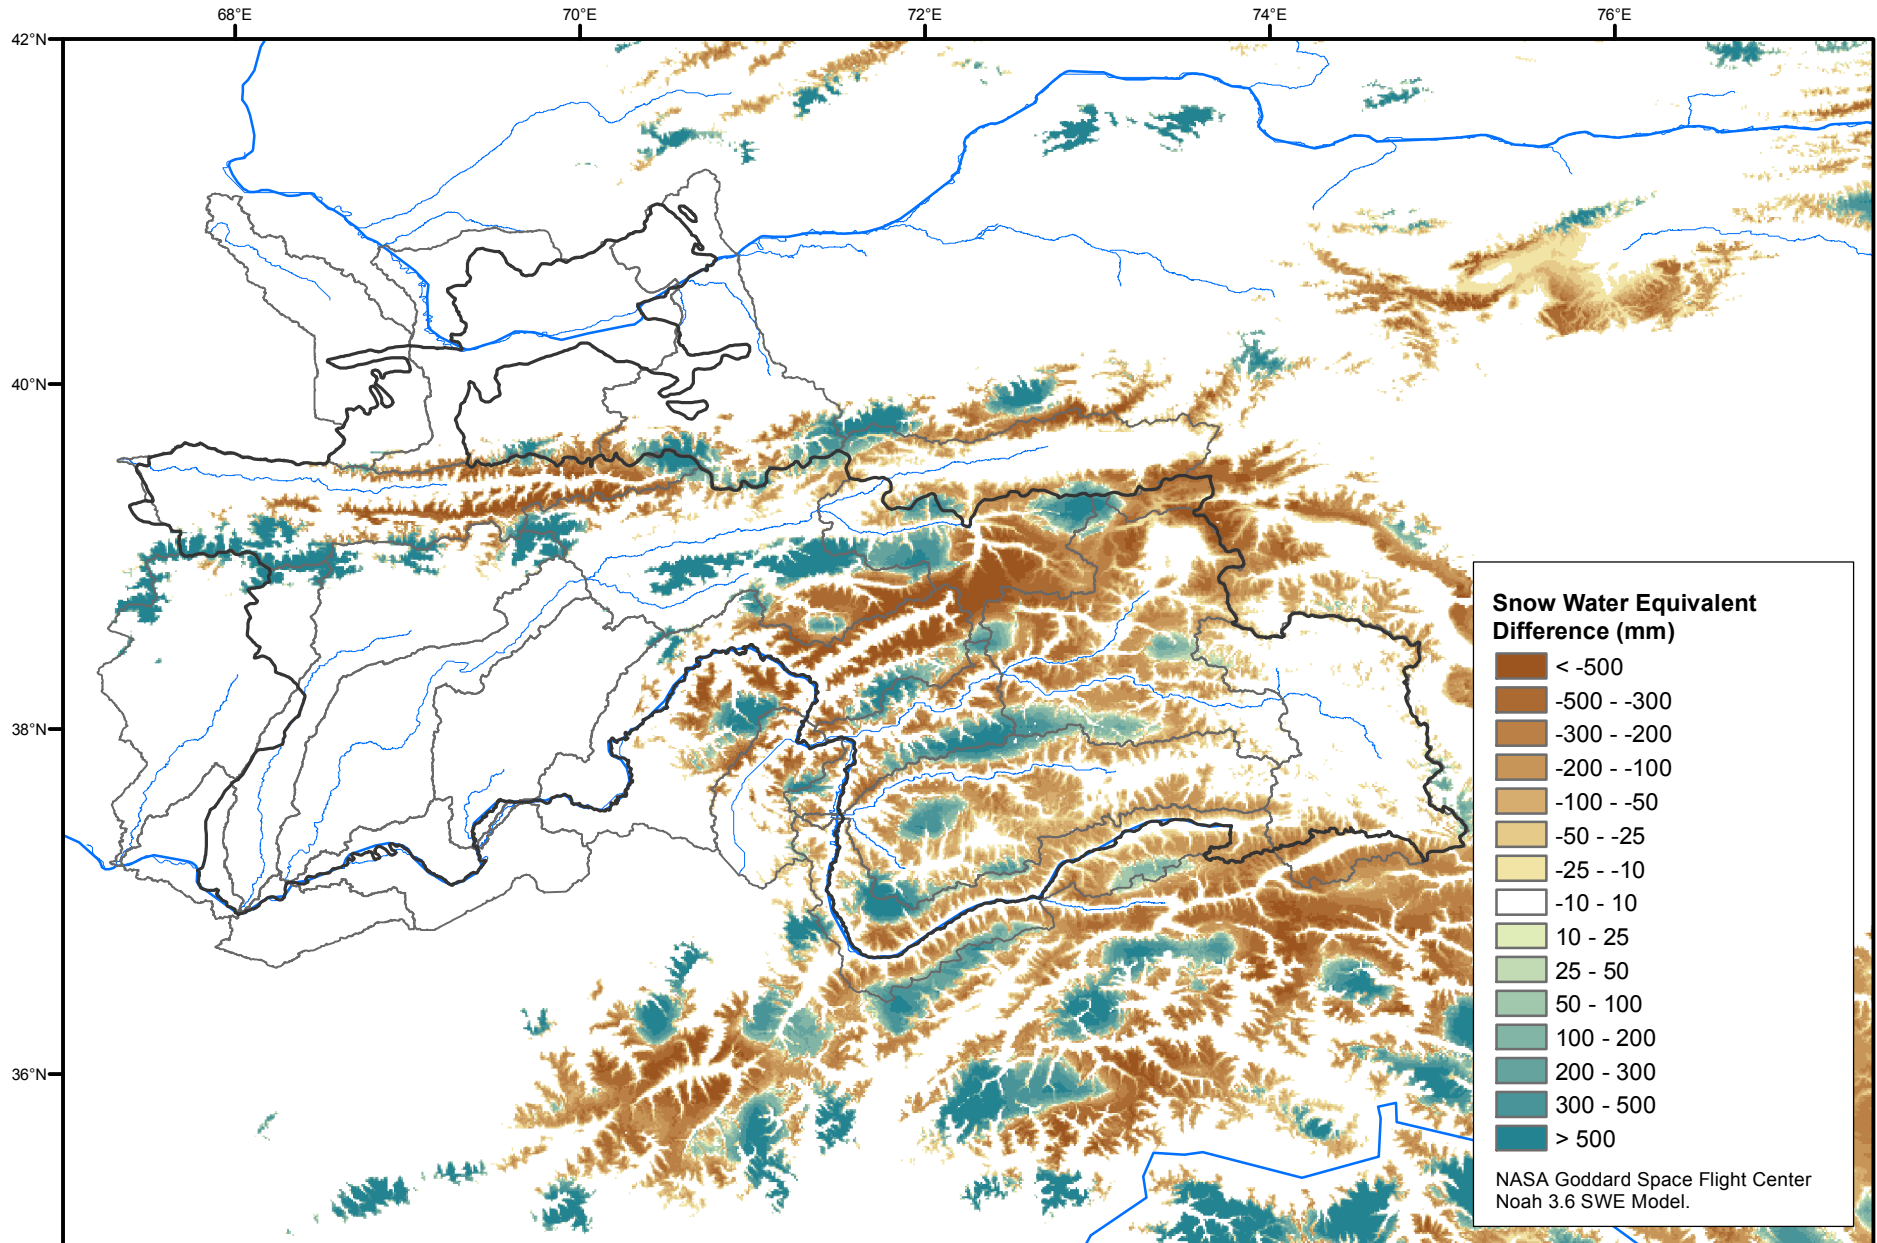 68°E
70°E
72°E
74°E
76°E
42°N
40°N
38°N
36°N
Snow Water Equivalent
Difference (mm)
< -500
-500 - -300
-300 - -200
-200 - -100
-100 - -50
-50 - -25
-25 - -10
-10 - 10
10 - 25
25 - 50
50 - 100
100 - 200
200 - 300
300 - 500
> 500
NASA Goddard Space Flight Center
Noah 3.6 SWE Model.